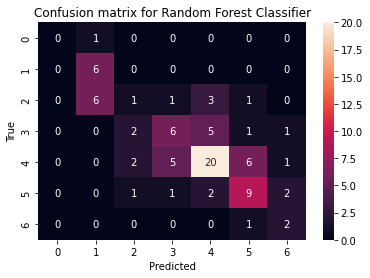 Confusion matrix for Random Forest Classifier
True
0 0 1 0 0 0 0 0
1 0 6 0 0 0 0 0
2 0 6 1 1 3 1 0
3 0 0 2 6 5 1 1
4 0 0 2 5 20 6 1
5 0 0 1 1 2 9 2
6 0 0 0 0 0 1 2
0 1 2 3 4 5 6
Predicted
20.0
17.5
15.0
12.5
10.0
7.5
5.0
2.5
0.0